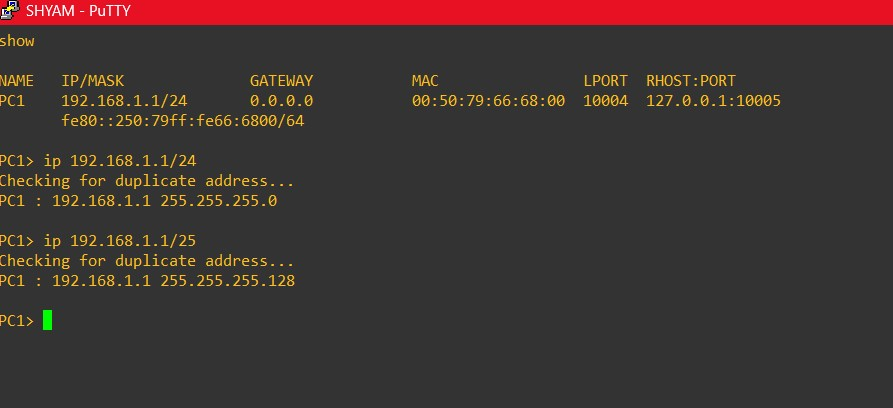 SHYAM - PuTTY
show
NAME   IP/MASK              GATEWAY           MAC                LPORT  RHOST:PORT
PC1    192.168.1.1/24       0.0.0.0           00:50:79:66:68:00  10004  127.0.0.1:10005
       fe80::250:79ff:fe66:6800/64
PC1> ip 192.168.1.1/24
Checking for duplicate address...
PC1 : 192.168.1.1 255.255.255.0
PC1> ip 192.168.1.1/25
Checking for duplicate address...
PC1 : 192.168.1.1 255.255.255.128
PC1>